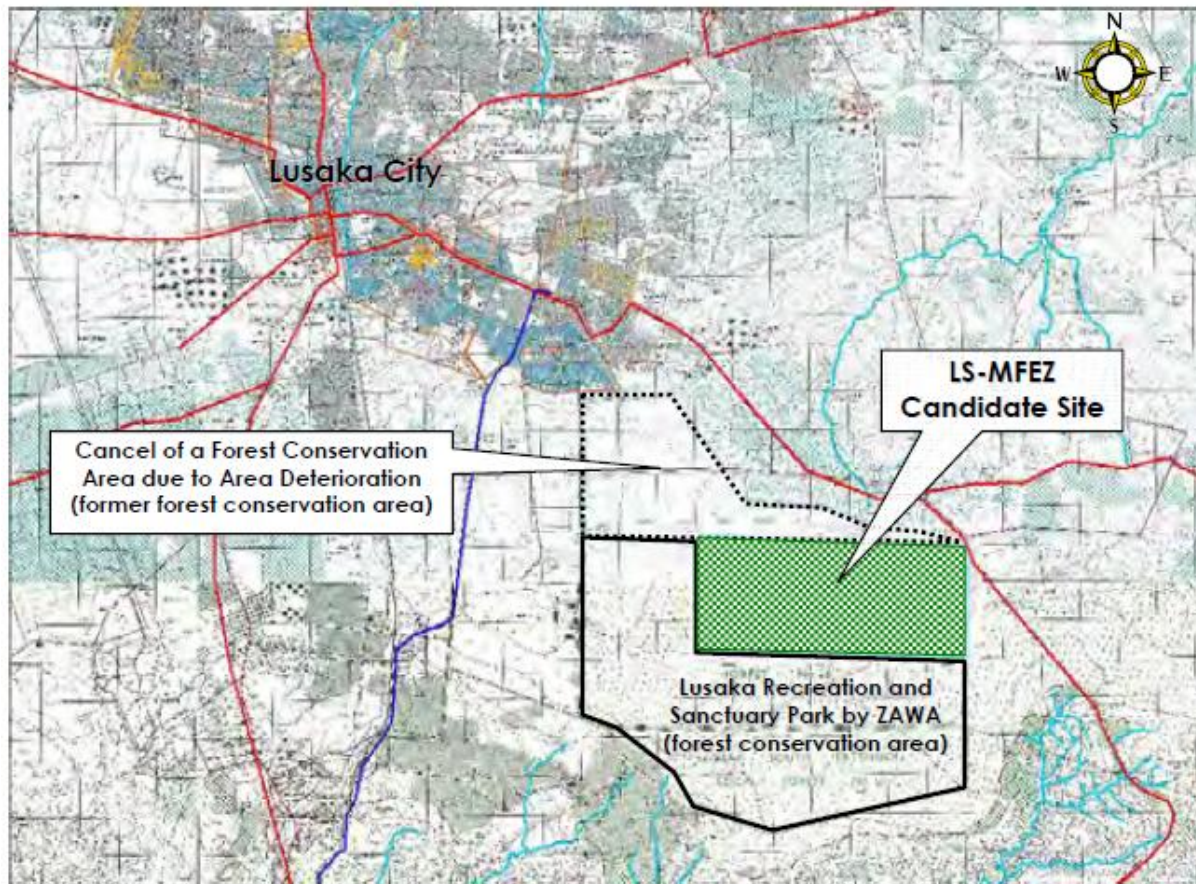 N
W
E
S
Lusaka City
LS-MFEZ
Candidate Site
Cancel of a Forest Conservation
Area due to Area Deterioration
(former forest conservation area)
Lusaka Recreation and
Sanctuary Park by ZAWA
(forest conservation area)